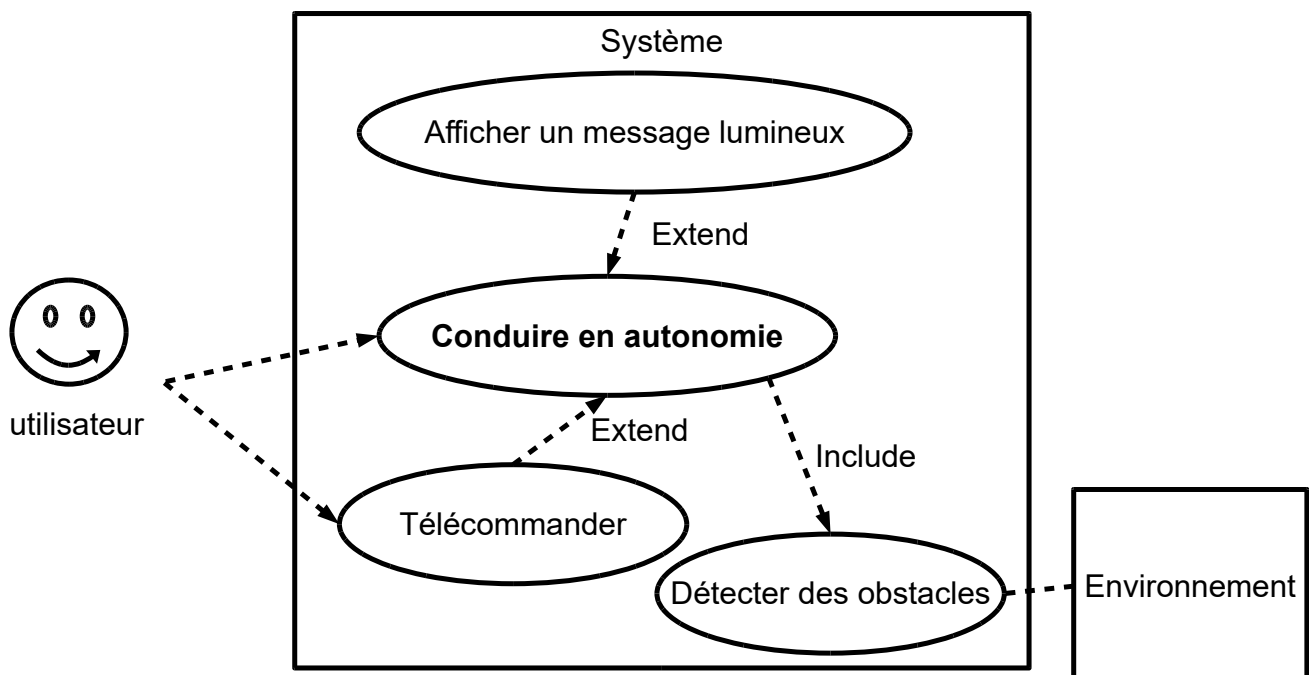 Système
Afficher un message lumineux
Extend
Conduire en autonomie
utilisateur
Extend
Include
Télécommander
Détecter des obstacles
Environnement